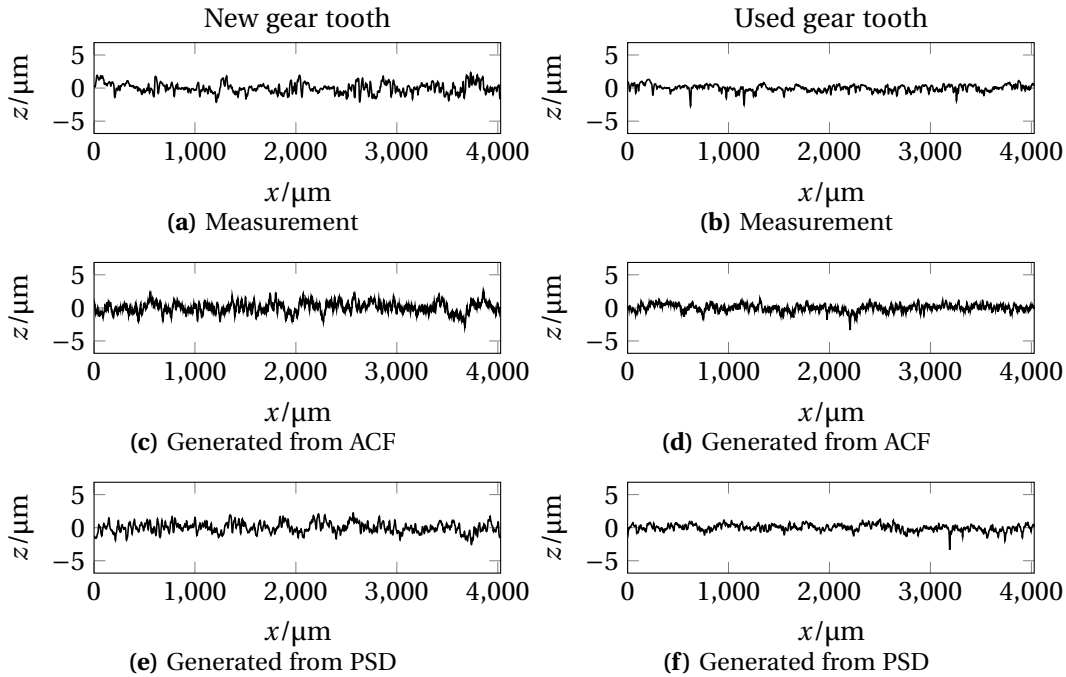 New gear tooth
Used gear tooth
z/µm
5
0
−5
0 1,000 2,000 3,000 4,000
x/µm
(a) Measurement
z/µm
5
0
−5
0 1,000 2,000 3,000 4,000
x/µm
(b) Measurement
z/µm
5
0
−5
0 1,000 2,000 3,000 4,000
x/µm
(c) Generated from ACF
z/µm
5
0
−5
0 1,000 2,000 3,000 4,000
x/µm
(d) Generated from ACF
z/µm
5
0
−5
0 1,000 2,000 3,000 4,000
x/µm
(e) Generated from PSD
z/µm
5
0
−5
0 1,000 2,000 3,000 4,000
x/µm
(f) Generated from PSD